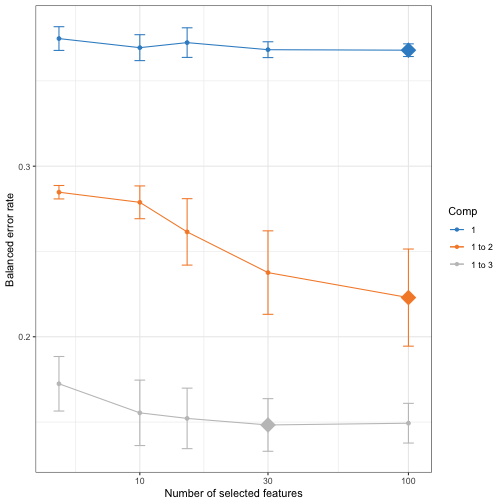 Balanced error rate
0.3
0.2
10
30
100
Number of selected features
Comp
1
1 to 2
1 to 3